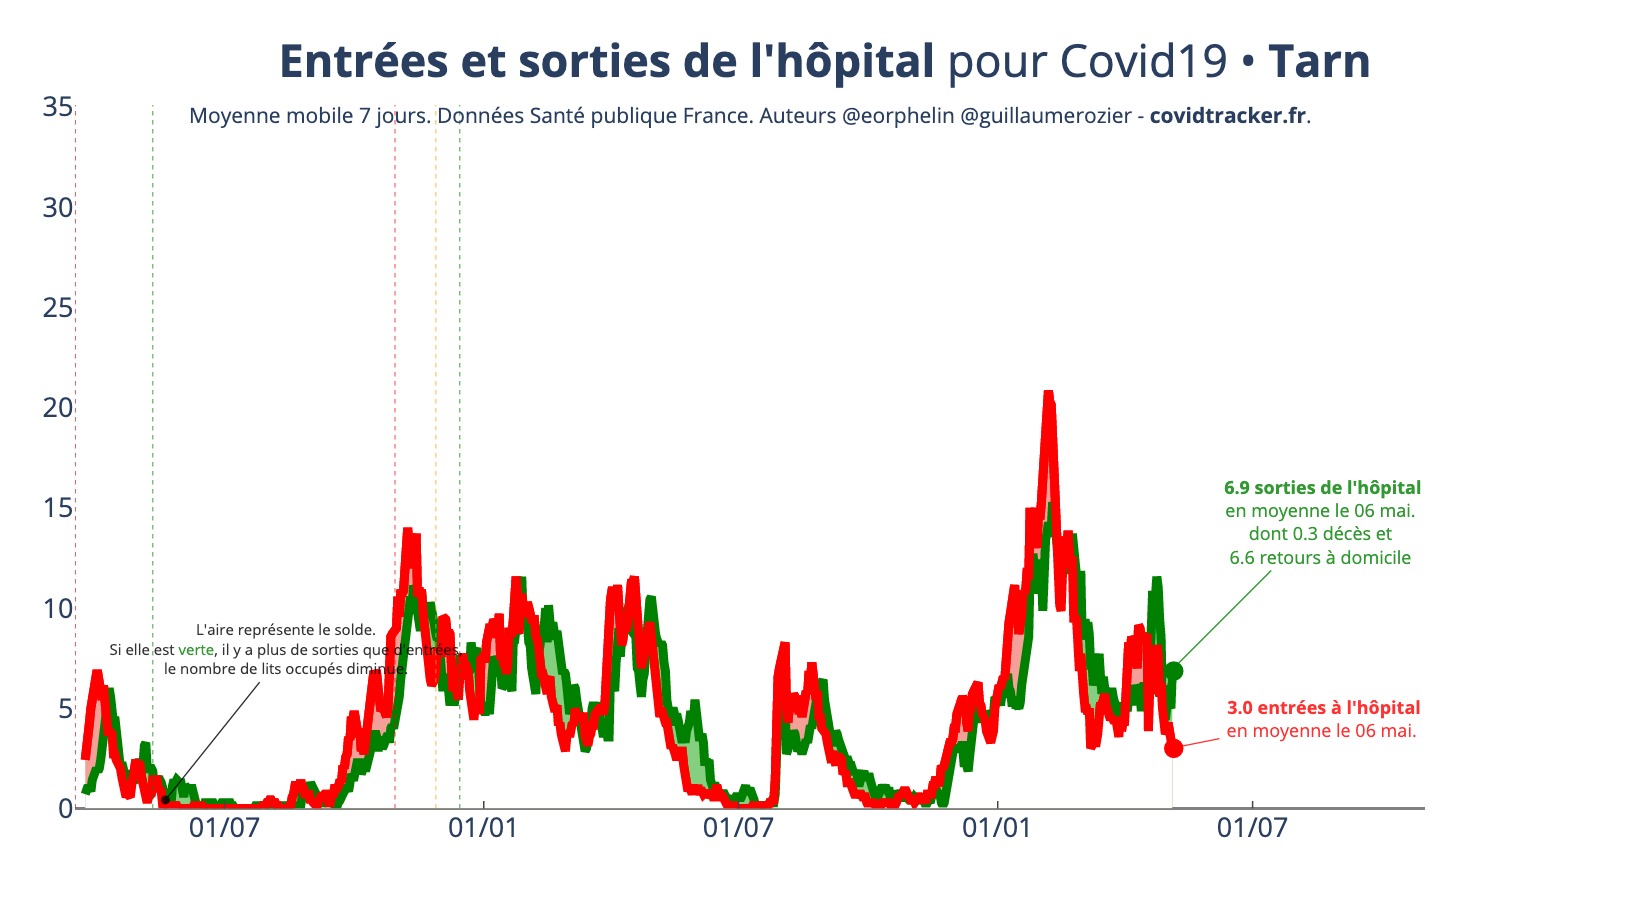 Entrées et sorties de l'hôpital pour Covid19 • Tarn
Moyenne mobile 7 jours. Données Santé publique France. Auteurs @eorphelin @guillaumerozier - covidtracker.fr.
35
30
25
20
15
10
5
0
6.9 sorties de l'hôpital
en moyenne le 06 mai.
dont 0.3 décès et
6.6 retours à domicile
L'aire représente le solde.
Si elle est verte, il y a plus de sorties que d'entrées,
le nombre de lits occupés diminue.
3.0 entrées à l'hôpital
en moyenne le 06 mai.
01/07
01/01
01/07
01/01
01/07